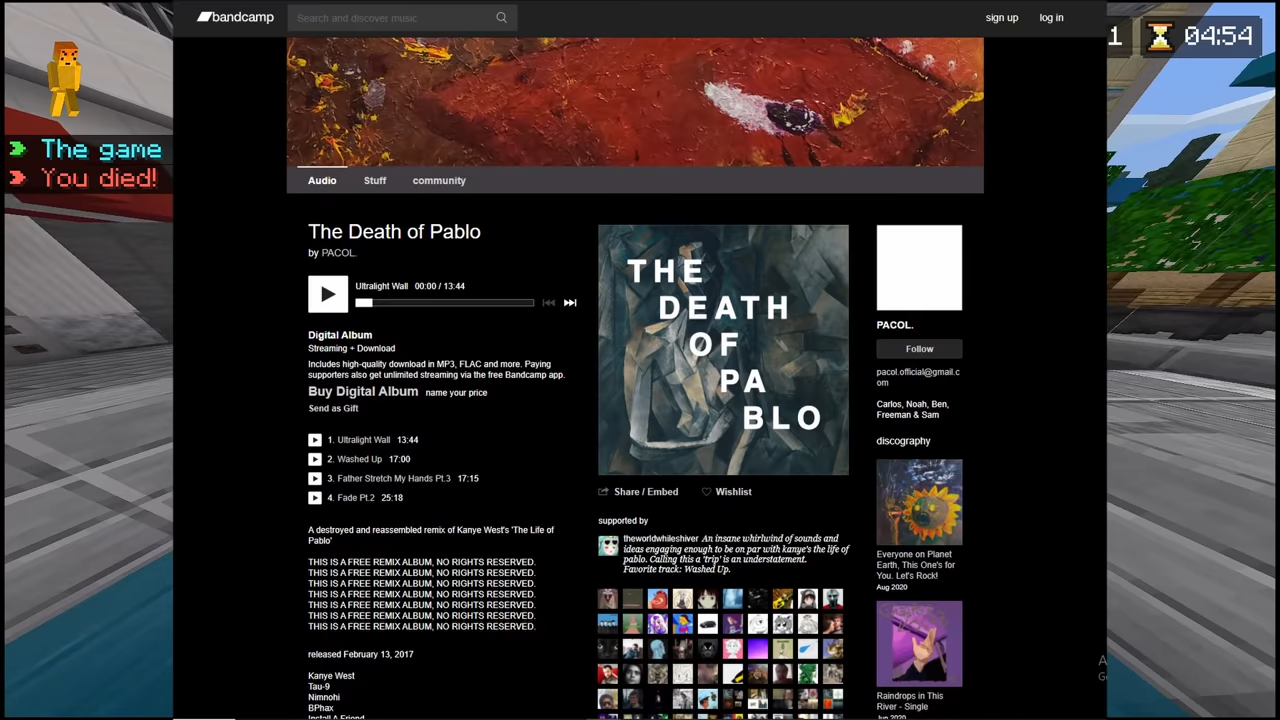 bandcamp
Search and discover music
sign up
log in
1
04:54
The game
You died!
Audio
Stuff
community
The Death of Pablo
by PACOL.
Ultralight Wall 00:00 / 13:44
Digital Album
Streaming + Download
Includes high-quality download in MP3, FLAC and more. Paying
supporters also get unlimited streaming via the free Bandcamp app.
Buy Digital Album name your price
Send as Gift
1. Ultralight Wall 13:44
2. Washed Up 17:00
3. Father Stretch My Hands Pt.3 17:15
4. Fade Pt.2 25:18
A destroyed and reassembled remix of Kanye West's 'The Life of
Pablo'
THIS IS A FREE REMIX ALBUM, NO RIGHTS RESERVED.
THIS IS A FREE REMIX ALBUM, NO RIGHTS RESERVED.
THIS IS A FREE REMIX ALBUM, NO RIGHTS RESERVED.
THIS IS A FREE REMIX ALBUM, NO RIGHTS RESERVED.
THIS IS A FREE REMIX ALBUM, NO RIGHTS RESERVED.
THIS IS A FREE REMIX ALBUM, NO RIGHTS RESERVED.
THIS IS A FREE REMIX ALBUM, NO RIGHTS RESERVED.
released February 13, 2017
Kanye West
Tau-9
Nimnohi
BPhax
Install A Friend
THE
DEATH
OF
PA
BLO
Share / Embed
Wishlist
supported by
theworldwhileshiver An insane whirlwind of sounds and
ideas engaging enough to be on par with kanye's the life of
pablo. Calling this a 'trip' is an understatement.
Favorite track: Washed Up.
PACOL.
Follow
pacol.official@gmail.c
om
Carlos, Noah, Ben,
Freeman & Sam
discography
Everyone on Planet
Earth, This One's for
You. Let's Rock!
Aug 2020
Raindrops in This
River - Single
Jun 2020